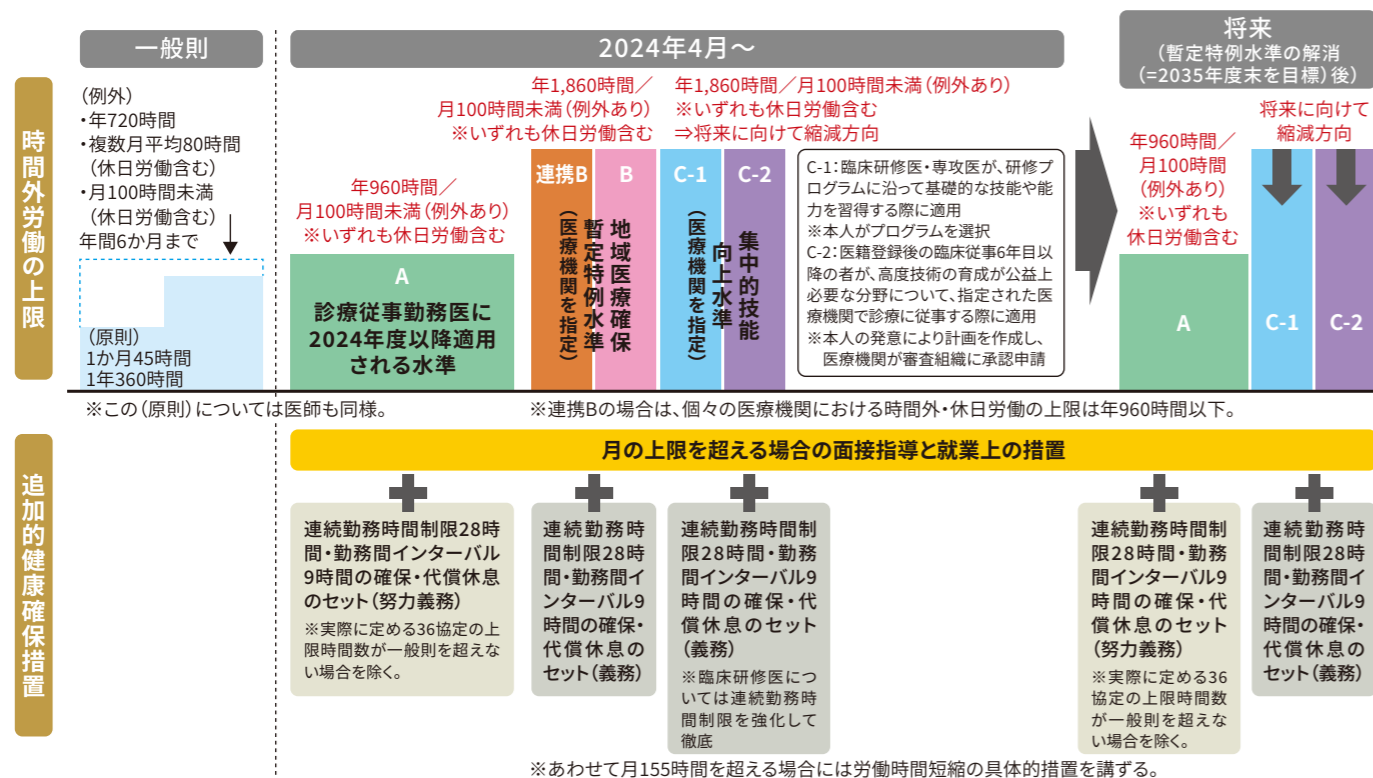 一般則
2024年4月～
将来
（暫定特例水準の解消
（=2035年度末を目標）後）
時間外労働の上限
（例外）
・年720時間
・複数月平均80時間
（休日労働含む）
・月100時間未満
（休日労働含む）
年間6か月まで
（原則）
1か月45時間
1年360時間
年960時間／
月100時間未満（例外あり）
※いずれも休日労働含む
A
診療従事勤務医に
2024年度以降適用
される水準
年1,860時間／
月100時間未満（例外あり）
※いずれも休日労働含む
連携B
B
地域医療確保
暫定特例水準
（医療機関を指定）
年1,860時間／月100時間未満（例外あり）
※いずれも休日労働含む
⇒将来に向けて縮減方向
C-1
C-2
集中的技能
向上水準
（医療機関を指定）
C-1：臨床研修医・専攻医が、研修プ
ログラムに沿って基礎的な技能や能
力を習得する際に適用
※本人がプログラムを選択
C-2：医籍登録後の臨床従事6年目以
降の者が、高度技術の育成が公益上
必要な分野について、指定された医
療機関で診療に従事する際に適用
※本人の発意により計画を作成し、
医療機関が審査組織に承認申請
年960時間／
月100時間
（例外あり）
※いずれも
休日労働含む
A
将来に向けて
縮減方向
C-1
C-2
※この（原則）については医師も同様。
※連携Bの場合は、個々の医療機関における時間外・休日労働の上限は年960時間以下。
追加的健康確保措置
月の上限を超える場合の面接指導と就業上の措置
連続勤務時間制限28時
間・勤務間インターバル
9時間の確保・代償休息
のセット（努力義務）
※実際に定める36協定の上
限時間数が一般則を超えな
い場合を除く。
連続勤務時
間制限28時
間・勤務間イ
ンターバル9
時間の確保・
代償休息の
セット（義務）
連続勤務時間制
限28時間・勤務
間インターバル9
時間の確保・代
償休息のセット
（義務）
※臨床研修医につ
いては連続勤務時
間制限を強化して
徹底
連続勤務時間制
限28時間・勤務
間インターバル9
時間の確保・代
償休息のセット
（努力義務）
※実際に定める36
協定の上限時間数
が一般則を超えな
い場合を除く。
連続勤務時
間制限28時
間・勤務間イ
ンターバル9
時間の確保・
代償休息の
セット（義務）
※あわせて月155時間を超える場合には労働時間短縮の具体的措置を講ずる。